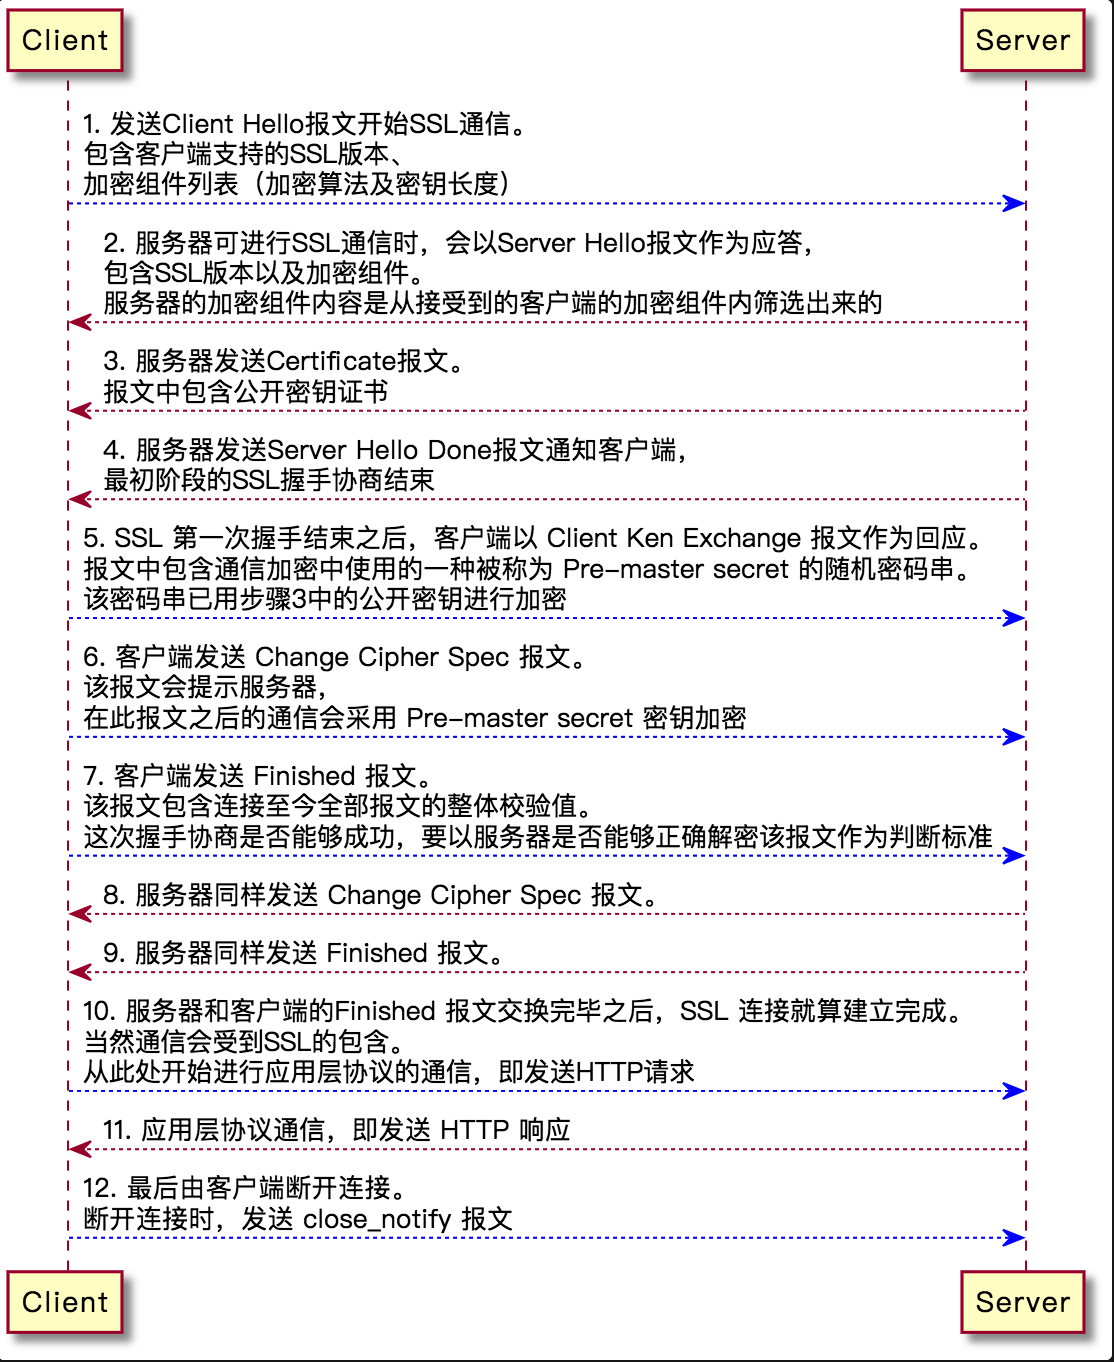 Client
Server
1. 发送Client Hello报文开始SSL通信。
包含客户端支持的SSL版本、
加密组件列表（加密算法及密钥长度）
2. 服务器可进行SSL通信时，会以Server Hello报文作为应答，
包含SSL版本以及加密组件。
服务器的加密组件内容是从接受到的客户端的加密组件内筛选出来的
3. 服务器发送Certificate报文。
报文中包含公开密钥证书
4. 服务器发送Server Hello Done报文通知客户端，
最初阶段的SSL握手协商结束
5. SSL 第一次握手结束之后，客户端以 Client Ken Exchange 报文作为回应。
报文中包含通信加密中使用的一种被称为 Pre-master secret 的随机密码串。
该密码串已用步骤3中的公开密钥进行加密
6. 客户端发送 Change Cipher Spec 报文。
该报文会提示服务器，
在此报文之后的通信会采用 Pre-master secret 密钥加密
7. 客户端发送 Finished 报文。
该报文包含连接至今全部报文的整体校验值。
这次握手协商是否能够成功，要以服务器是否能够正确解密该报文作为判断标准
8. 服务器同样发送 Change Cipher Spec 报文。
9. 服务器同样发送 Finished 报文。
10. 服务器和客户端的Finished 报文交换完毕之后，SSL 连接就算建立完成。
当然通信会受到SSL的包含。
从此处开始进行应用层协议的通信，即发送HTTP请求
11. 应用层协议通信，即发送 HTTP 响应
12. 最后由客户端断开连接。
断开连接时，发送 close_notify 报文
Client
Server